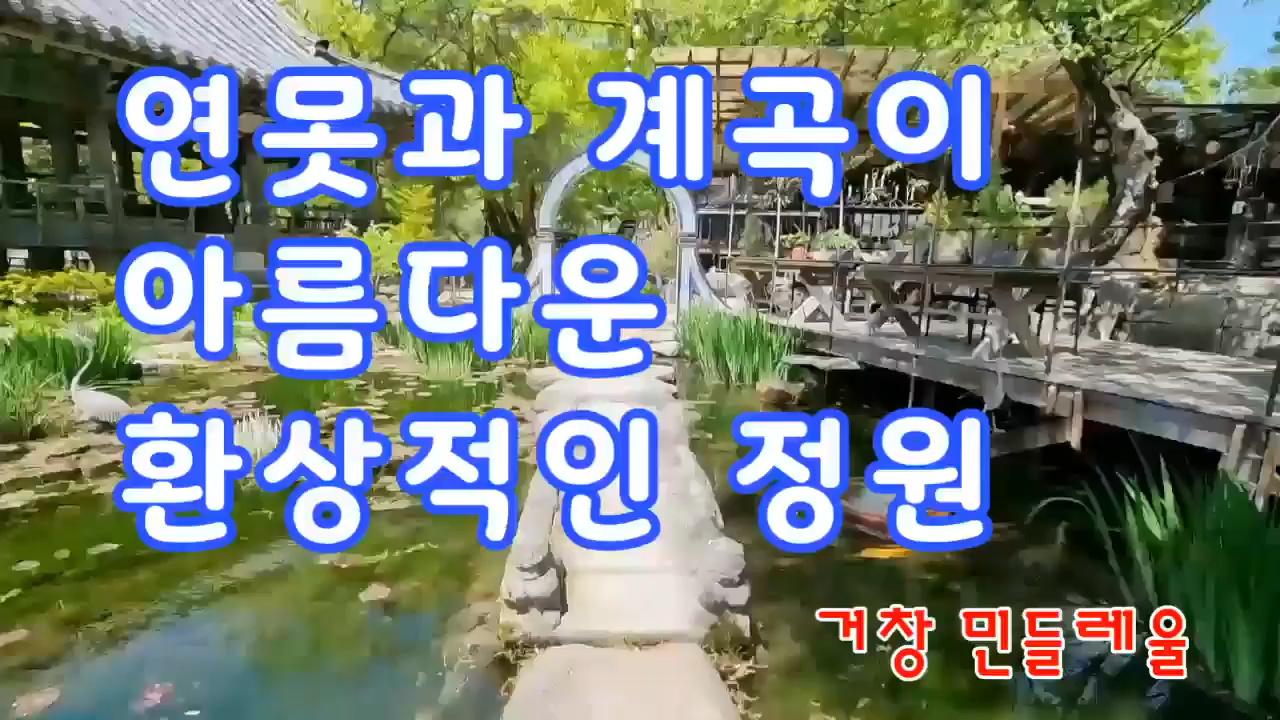 연못과 계곡이
아름다운
환상적인 정원
거창 민들레울